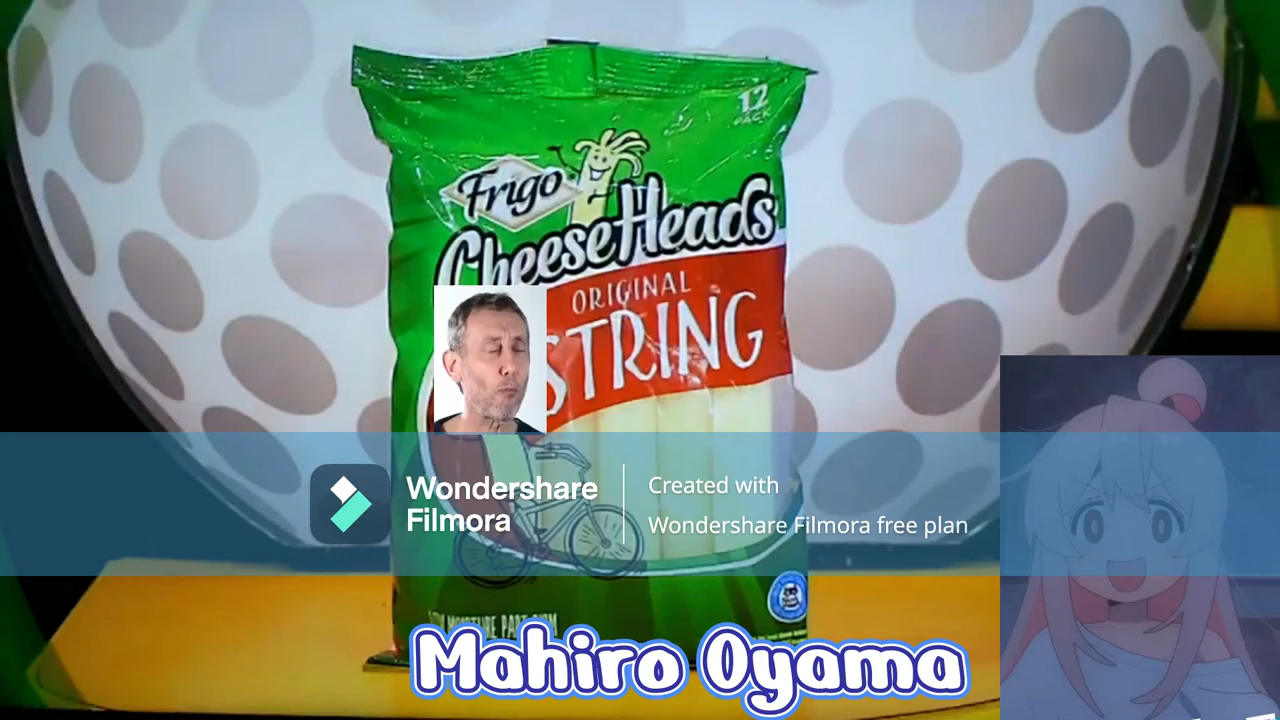 12
PACK
Frigo
CheeseHeads
ORIGINAL
STRING
Wondershare
Filmora
Created with
Wondershare Filmora free plan
Mahiro Oyama